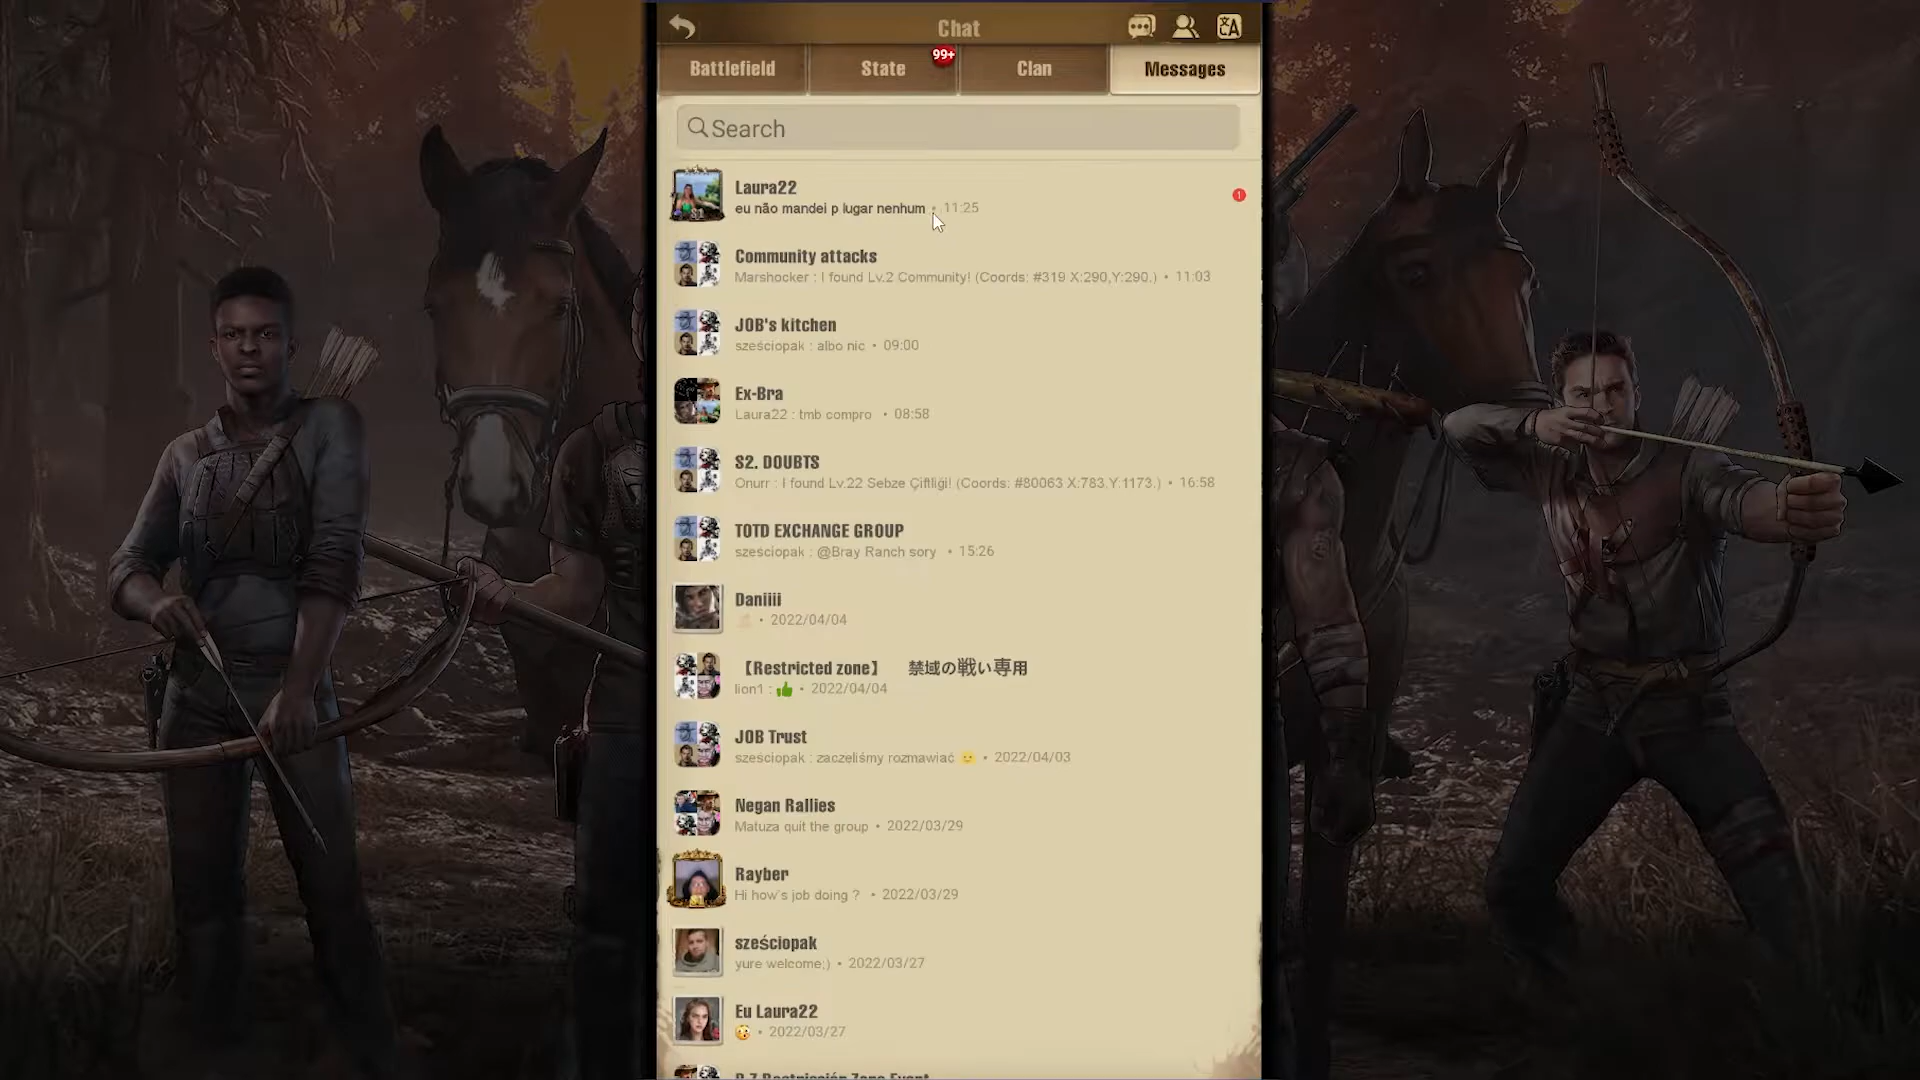 Chat
Battlefield
State
99+
Clan
Messages
Search
Laura22
eu não mandei p lugar nenhum • 11:25
Community attacks
Marshocker : I found Lv.2 Community! (Coords: #319 X:290,Y:290.) • 11:03
JOB's kitchen
sześciopak : albo nic • 09:00
Ex-Bra
Laura22 : tmb compro • 08:58
S2. DOUBTS
Onurr : I found Lv.22 Sebze Çiftliği! (Coords: #80063 X:783,Y:1173.) • 16:58
TOTD EXCHANGE GROUP
sześciopak : @Bray Ranch sory • 15:26
Daniiii
• 2022/04/04
【Restricted zone】 禁域の戦い専用
lion1 : 👍 • 2022/04/04
JOB Trust
sześciopak : zaczeliśmy rozmawiać 🙂 • 2022/04/03
Negan Rallies
Matuza quit the group • 2022/03/29
Rayber
Hi how's job doing ? • 2022/03/29
sześciopak
yure welcome;) • 2022/03/27
Eu Laura22
• 2022/03/27